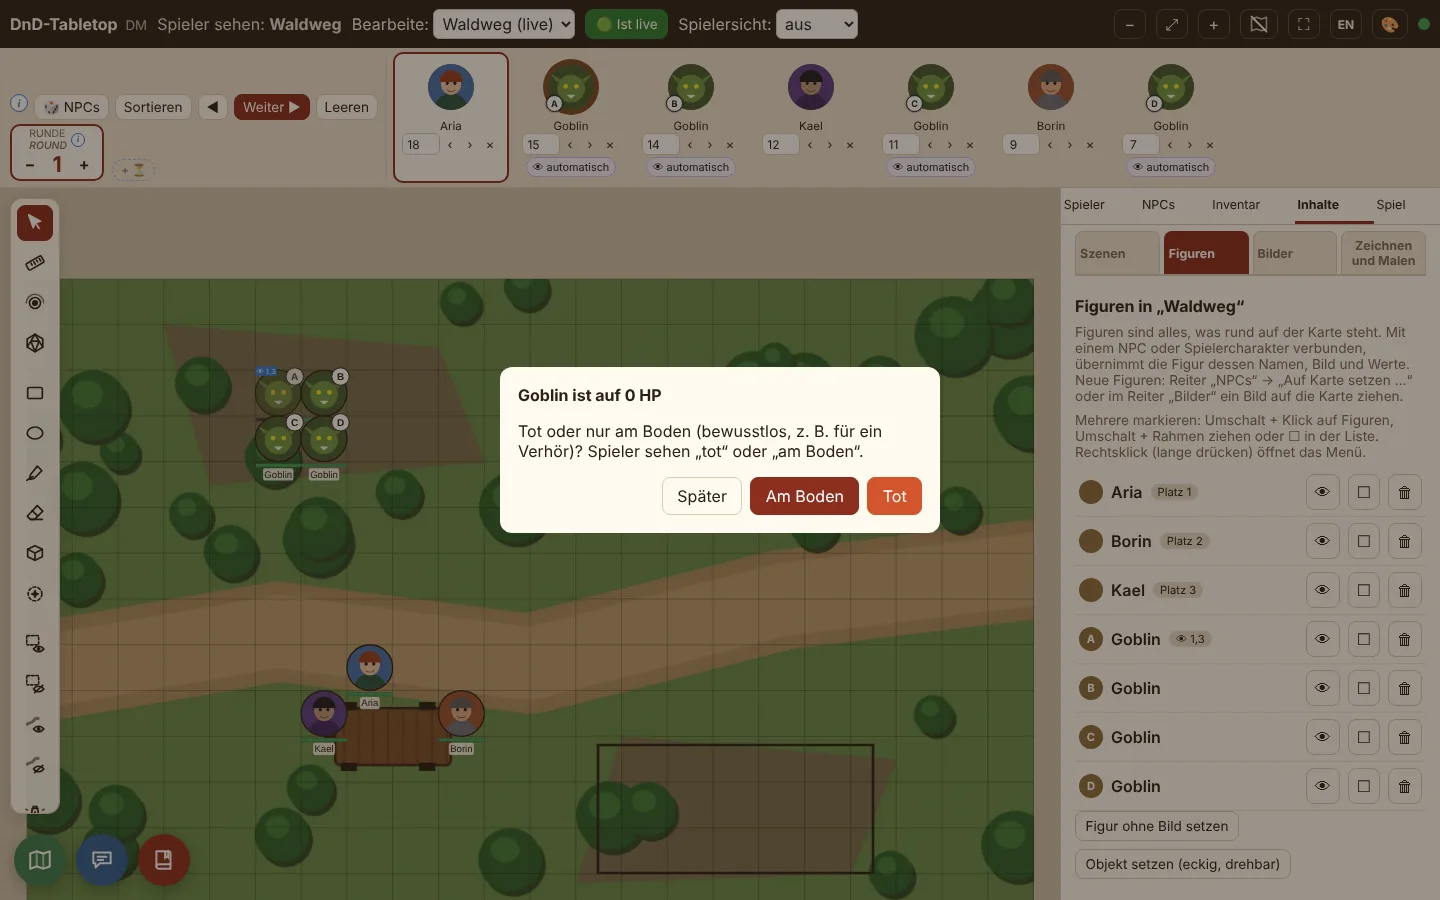 DnD-Tabletop DM Spieler sehen: Waldweg Bearbeite: Waldweg (live) Ist live Spielersicht: aus EN
i NPCs Sortieren Weiter Leeren
RUNDE
ROUND i
- 1 +
+
Aria
18 ‹ › ×
A
Goblin
15 ‹ › ×
automatisch
B
Goblin
14 ‹ › ×
automatisch
Kael
12 ‹ › ×
C
Goblin
11 ‹ › ×
automatisch
Borin
9 ‹ › ×
D
Goblin
7 ‹ › ×
automatisch
Spieler NPCs Inventar Inhalte Spiel
Szenen Figuren Bilder Zeichnen
und Malen
Figuren in „Waldweg“
Figuren sind alles, was rund auf der Karte steht. Mit
einem NPC oder Spielercharakter verbunden,
übernimmt die Figur dessen Namen, Bild und Werte.
Neue Figuren: Reiter „NPCs“ → „Auf Karte setzen …“
oder im Reiter „Bilder“ ein Bild auf die Karte ziehen.
Mehrere markieren: Umschalt + Klick auf Figuren,
Umschalt + Rahmen ziehen oder ☐ in der Liste.
Rechtsklick (lange drücken) öffnet das Menü.
Aria Platz 1
Borin Platz 2
Kael Platz 3
A Goblin 1,3
B Goblin
C Goblin
D Goblin
Figur ohne Bild setzen
Objekt setzen (eckig, drehbar)
1,3
A B
C D
Goblin Goblin
Goblin ist auf 0 HP
Tot oder nur am Boden (bewusstlos, z. B. für ein
Verhör)? Spieler sehen „tot“ oder „am Boden“.
Später Am Boden Tot
Aria
Kael Borin